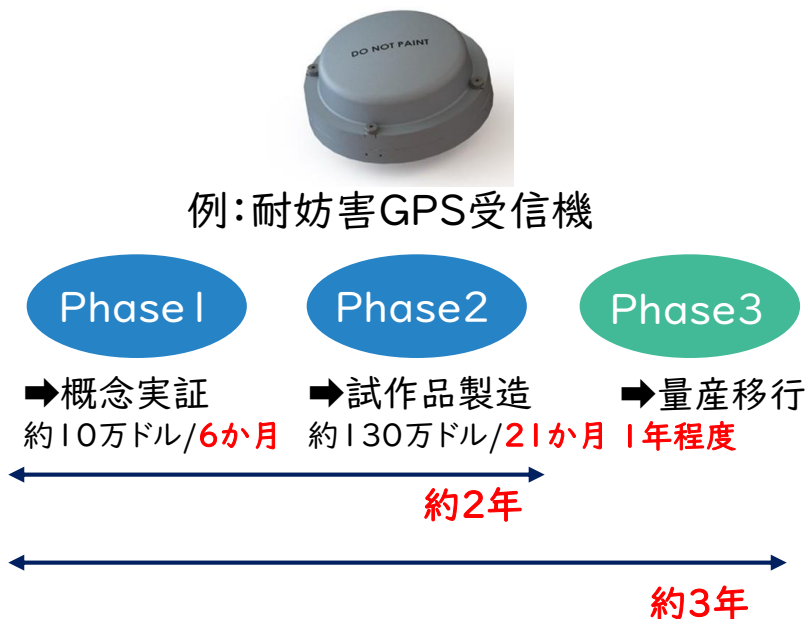 DO NOT PAINT
例：耐妨害GPS受信機
Phase1 Phase2 Phase3
➡概念実証 ➡試作品製造 ➡量産移行
約10万ドル/6か月 約130万ドル/21か月 1年程度
約2年
約3年